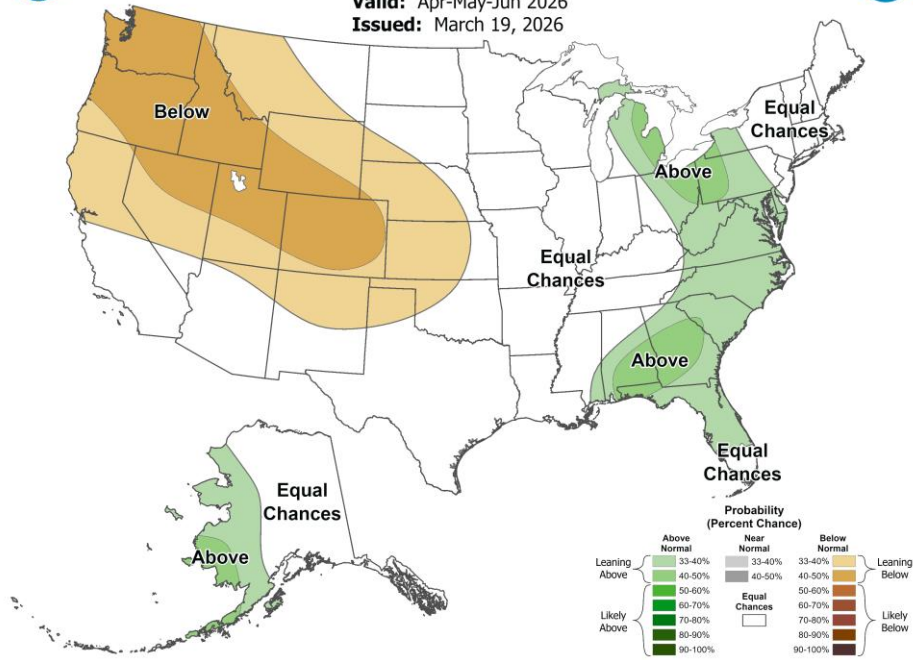 Valid: Apr-May-Jun 2026
Issued: March 19, 2026
Below
Equal
Chances
Above
Equal
Chances
Above
Equal
Chances
Equal
Chances
Above
Probability
(Percent Chance)
Above
Normal
Near
Normal
Below
Normal
Leaning
Above
33-40%
40-50%
33-40%
40-50%
33-40%
40-50%
Leaning
Below
Likely
Above
50-60%
60-70%
70-80%
80-90%
90-100%
Equal
Chances
50-60%
60-70%
70-80%
80-90%
90-100%
Likely
Below